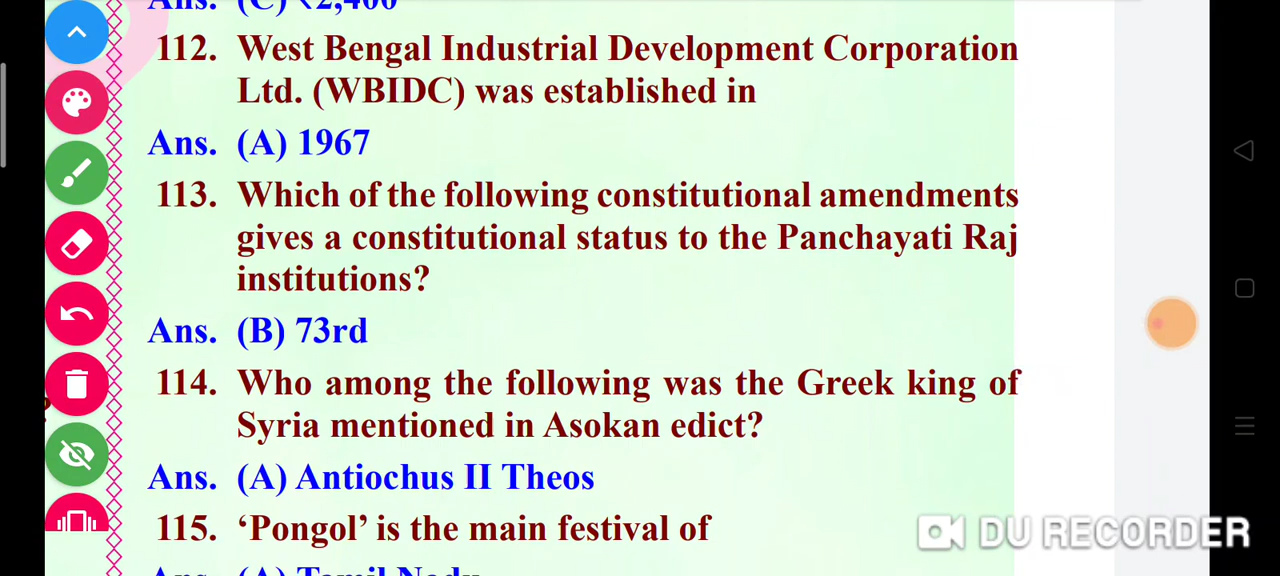 Ans. (C) ₹2,400
112. West Bengal Industrial Development Corporation
Ltd. (WBIDC) was established in
Ans. (A) 1967
113. Which of the following constitutional amendments
gives a constitutional status to the Panchayati Raj
institutions?
Ans. (B) 73rd
114. Who among the following was the Greek king of
Syria mentioned in Asokan edict?
Ans. (A) Antiochus II Theos
115. ‘Pongol’ is the main festival of
Ans. (A) Tamil Nadu
DU RECORDER